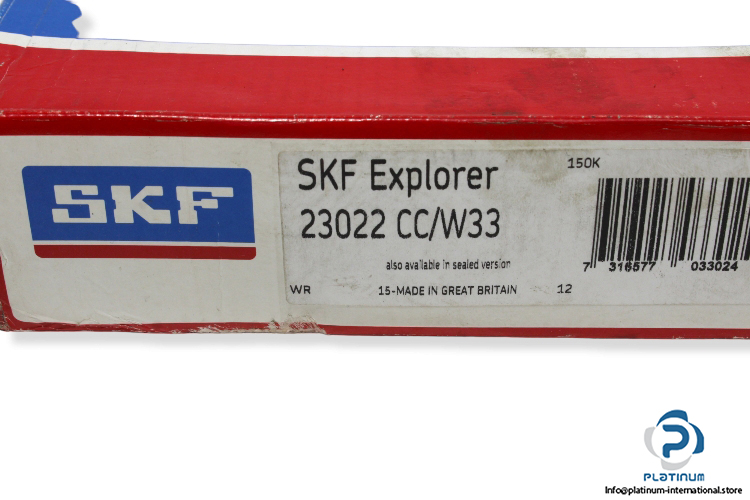 SKF
SKF Explorer
150K
23022 CC/W33
also available in sealed version
7 316577 033024
WR 15-MADE IN GREAT BRITAIN 12
PLATINUM
Info@platinum-international.store